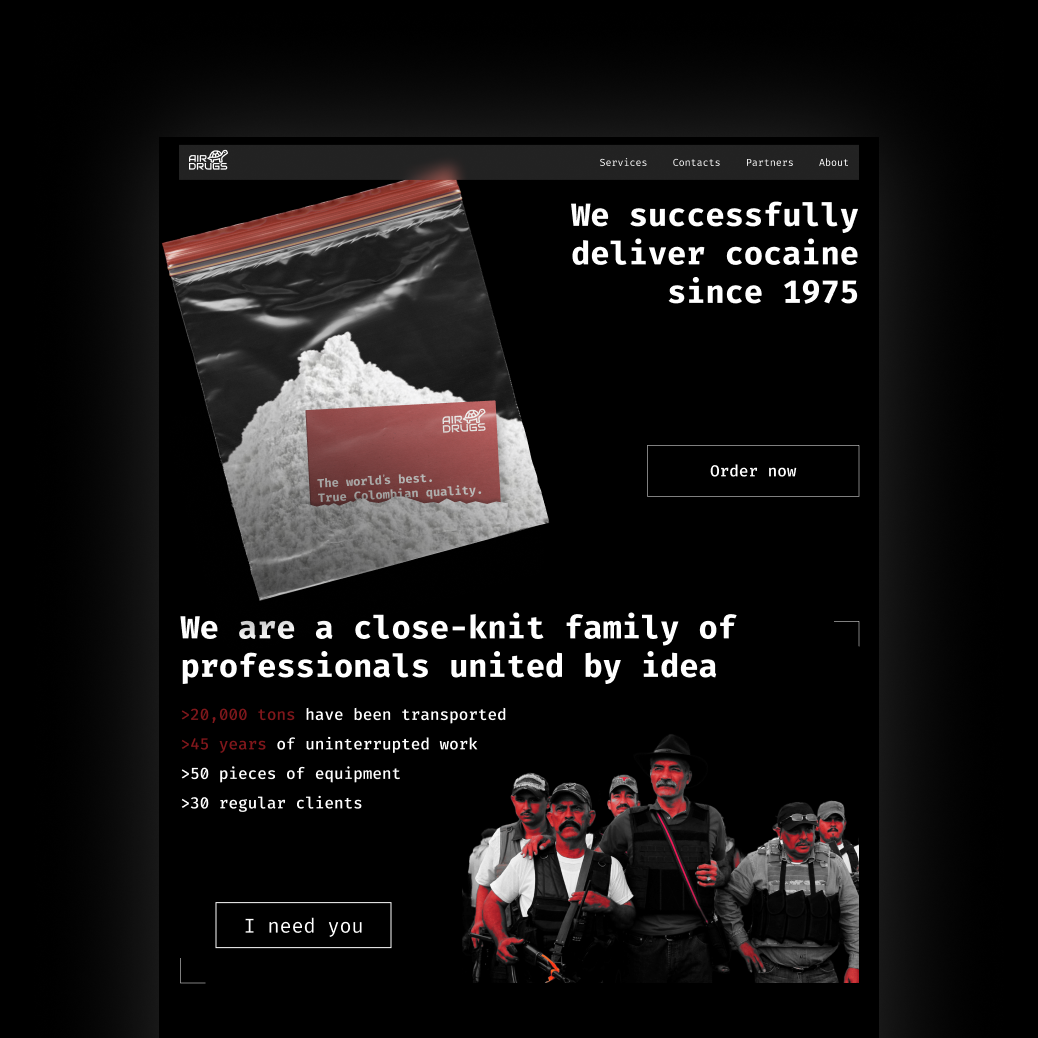 AIR
DRUGS
Services Contacts Partners About
We successfully
deliver cocaine
since 1975
AIR
DRUGS
The world's best.
True Colombian quality.
Order now
We are a close-knit family of
professionals united by idea
>20,000 tons have been transported
>45 years of uninterrupted work
>50 pieces of equipment
>30 regular clients
I need you